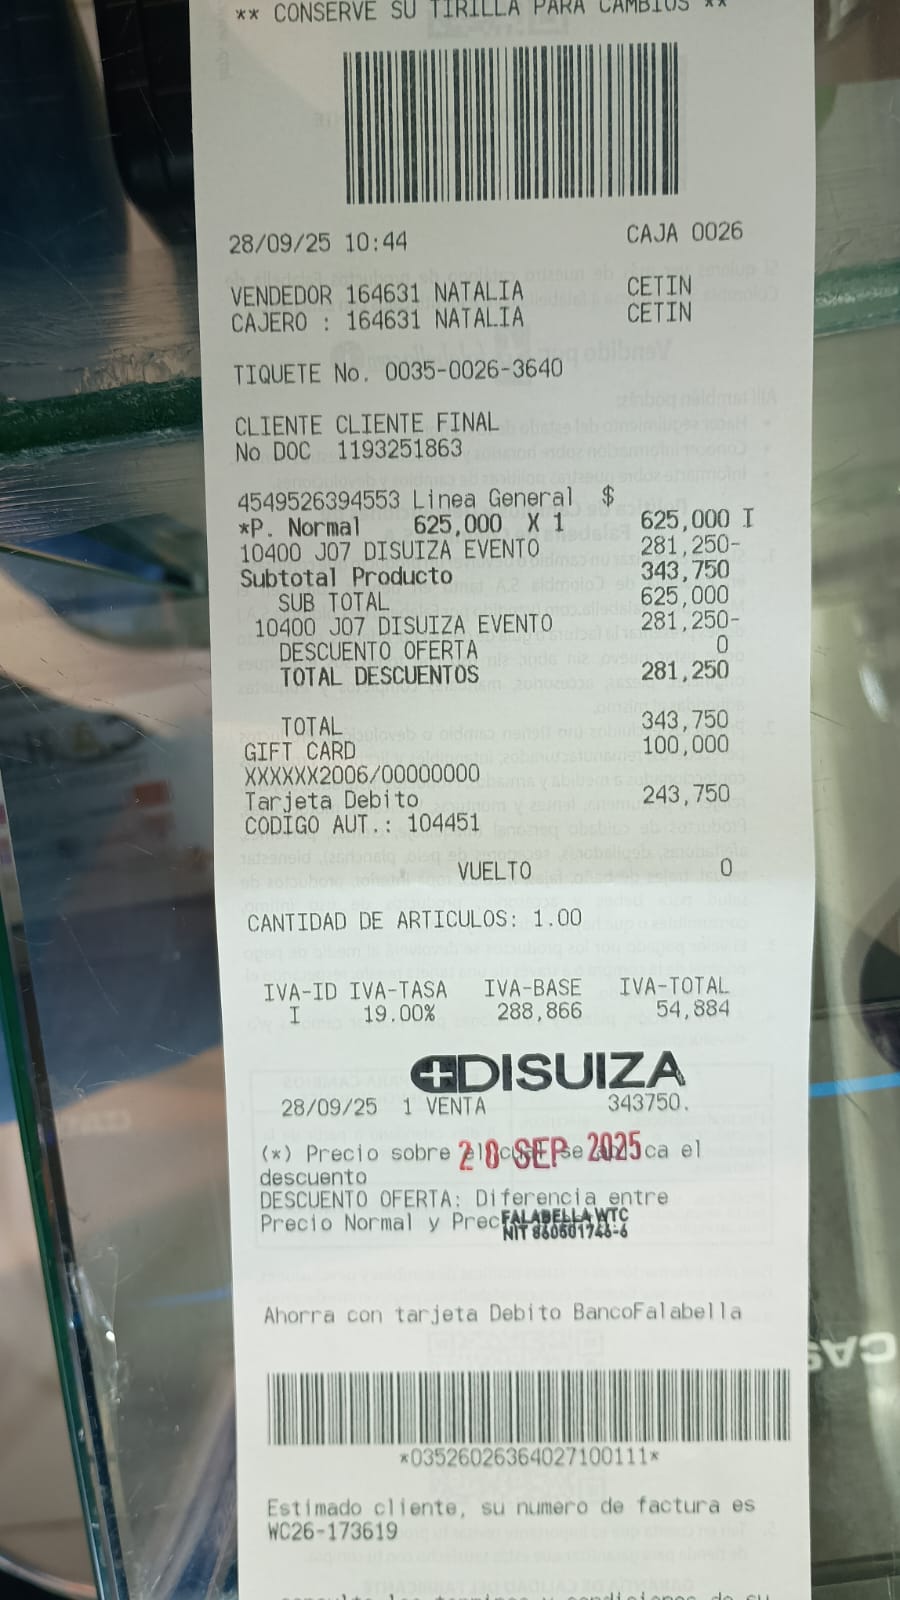 ** CONSERVE SU TIRILLA PARA CAMBIOS **
28/09/25 10:44 CAJA 0026
VENDEDOR 164631 NATALIA CETIN
CAJERO : 164631 NATALIA CETIN
TIQUETE No. 0035-0026-3640
CLIENTE CLIENTE FINAL
No DOC 1193251863
4549526394553 Linea General $
*P. Normal 625,000 X 1 625,000 I
10400 J07 DISUIZA EVENTO 281,250-
Subtotal Producto 343,750
SUB TOTAL 625,000
10400 J07 DISUIZA EVENTO 281,250-
DESCUENTO OFERTA 0
TOTAL DESCUENTOS 281,250
TOTAL 343,750
GIFT CARD 100,000
XXXXXX2006/00000000
Tarjeta Debito 243,750
CODIGO AUT.: 104451
VUELTO 0
CANTIDAD DE ARTICULOS: 1.00
IVA-ID IVA-TASA IVA-BASE IVA-TOTAL
I 19.00% 288,866 54,884
DISUIZA
28/09/25 1 VENTA 343750.
(*) Precio sobre el 28 SEP 2025 ca el
descuento
DESCUENTO OFERTA: Diferencia entre
Precio Normal y Prec FALABELLA WTC
NIT 860501746-6
Ahorra con tarjeta Debito BancoFalabella
*03526026364027100111*
Estimado cliente, su numero de factura es
WC26-173619